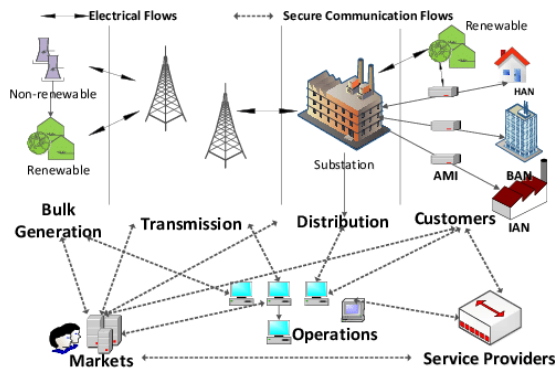 Electrical Flows
Secure Communication Flows
Renewable
Non-renewable
HAN
Renewable
Substation
AMI
BAN
IAN
Bulk
Generation
Transmission
Distribution
Customers
Operations
Markets
Service Providers